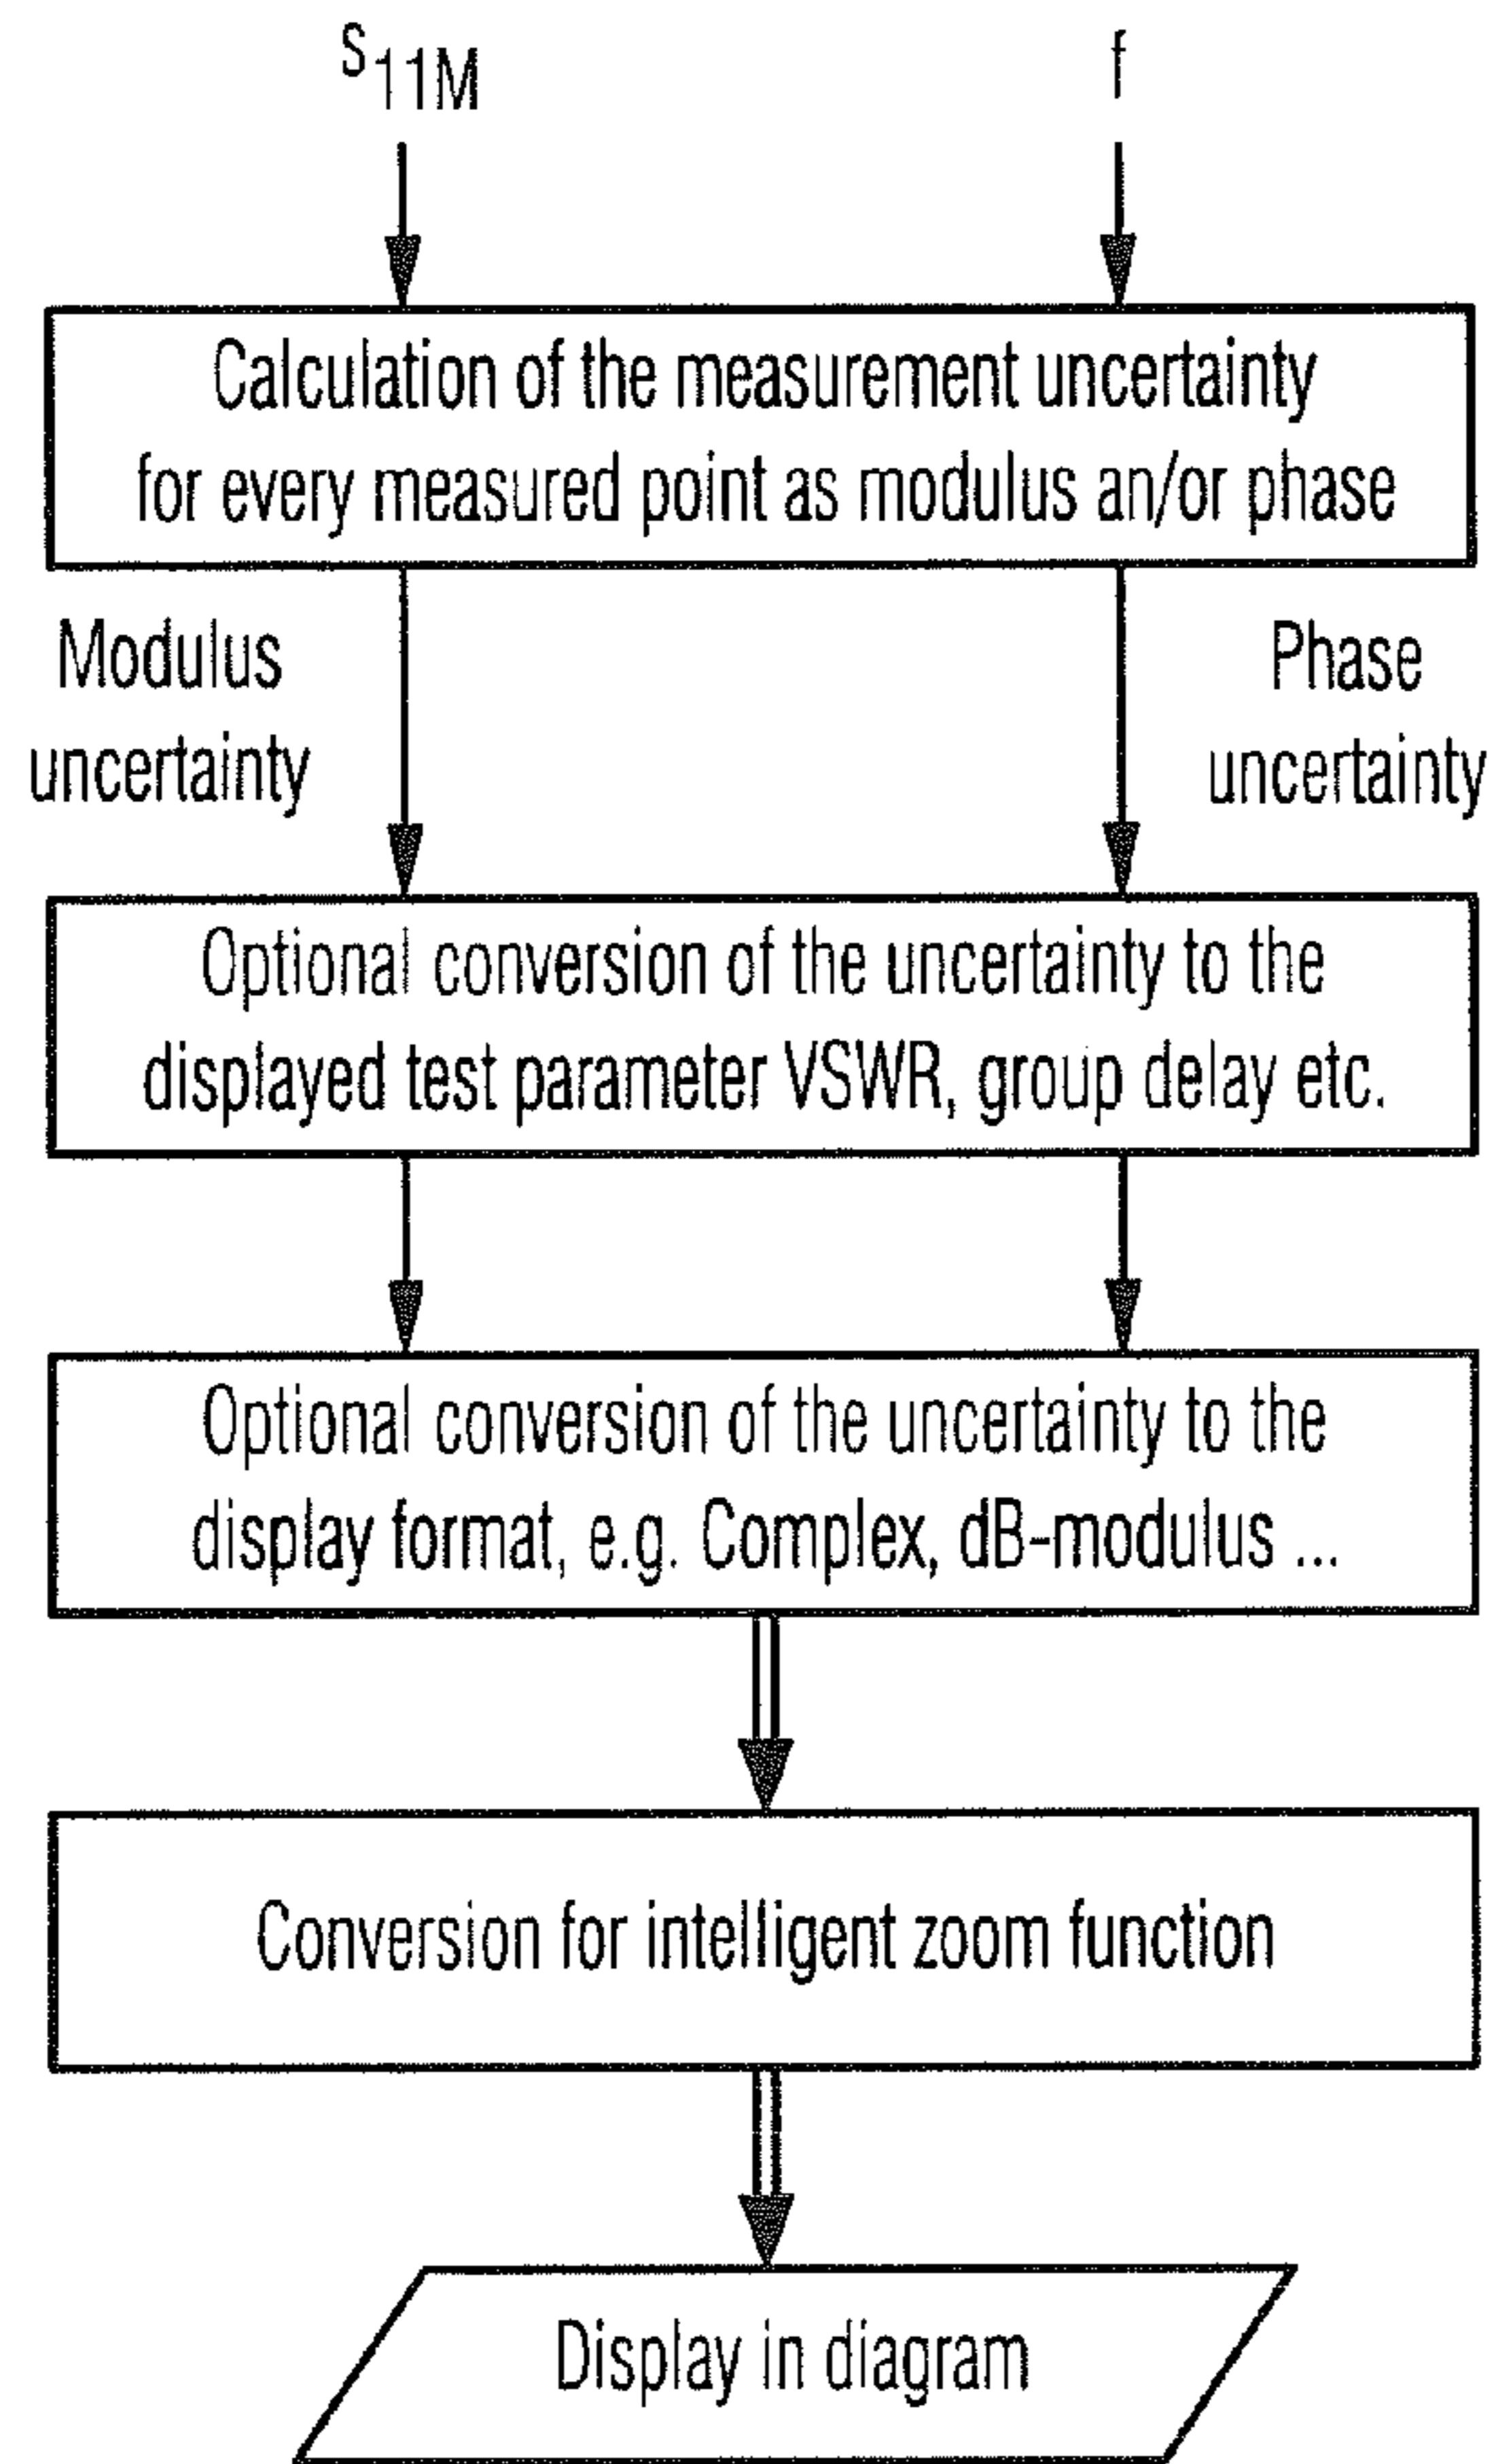 S11M
f
Calculation of the measurement uncertainty
for every measured point as modulus an/or phase
Modulus
uncertainty
Phase
uncertainty
Optional conversion of the uncertainty to the
displayed test parameter VSWR, group delay etc.
Optional conversion of the uncertainty to the
display format, e.g. Complex, dB-modulus ...
Conversion for intelligent zoom function
Display in diagram